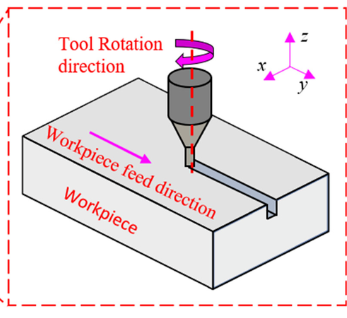 Tool Rotation
direction
z
x
y
Workpiece feed direction
Workpiece